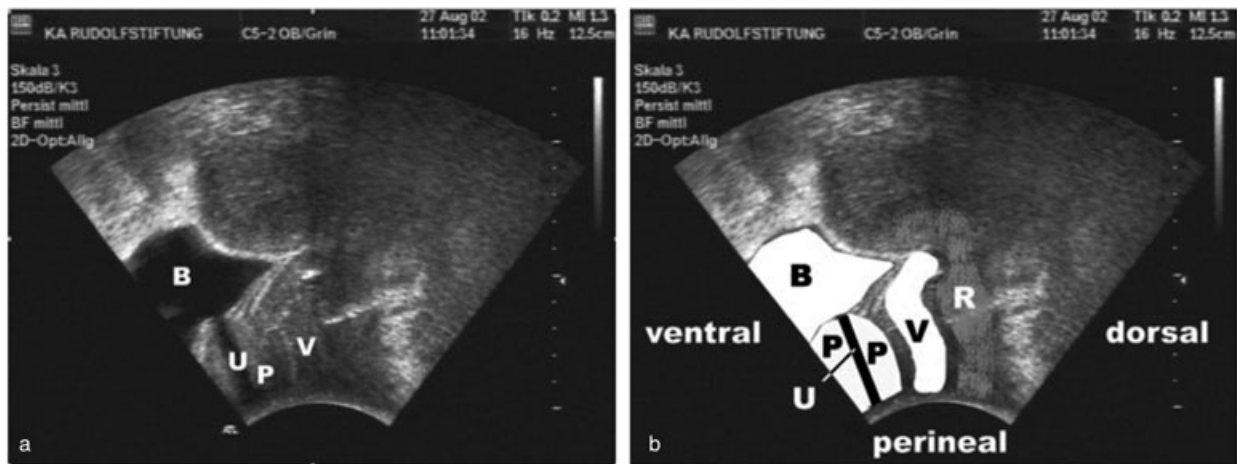 27 Aug 02 TIk 0.2 MI 1.3
KA RUDOLFSTIFTUNG C5-2 OB/Grin 11:01:34 16 Hz 12.5cm
Skala 3
150dB/K3
Persist mittl
BF mittl
2D-Opt:Allg
B
U
P
V
a
27 Aug 02 TIk 0.2 MI 1.3
KA RUDOLFSTIFTUNG C5-2 OB/Grin 11:01:34 16 Hz 12.5cm
Skala 3
150dB/K3
Persist mittl
BF mittl
2D-Opt:Allg
B
R
ventral
dorsal
P P V
U
perineal
b